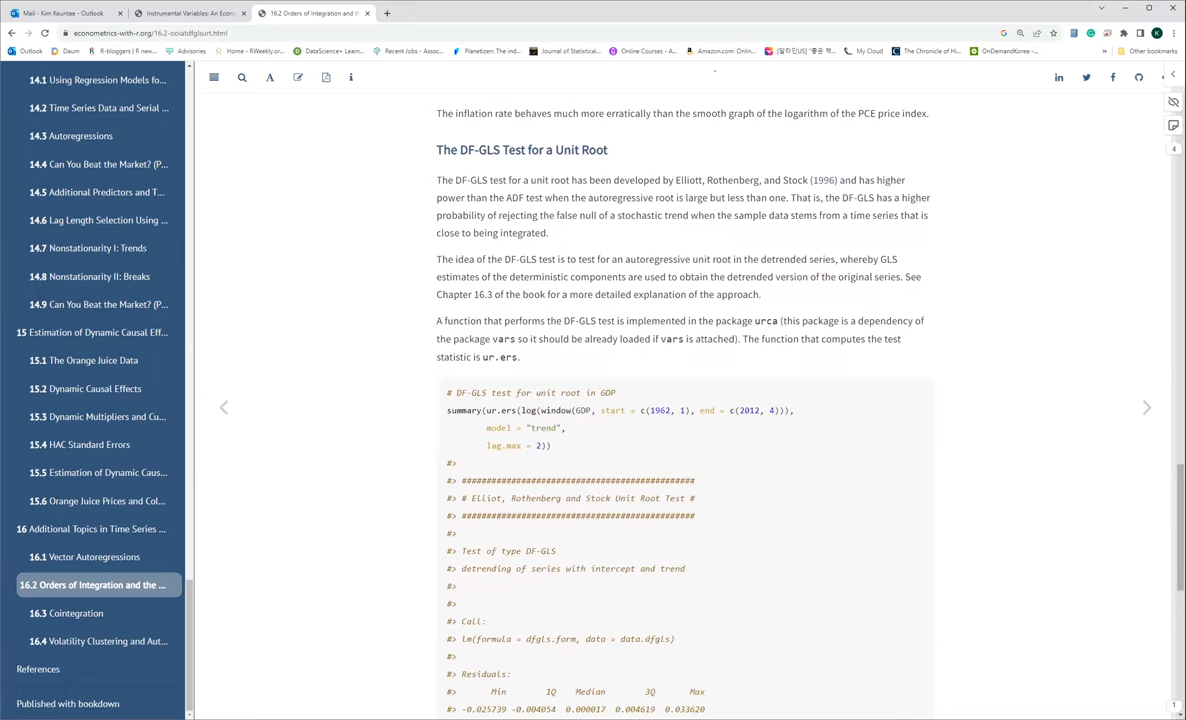 Mail - Kim Keuntae - Outlook
Instrumental Variables: An Econ
16.2 Orders of Integration and th
econometrics-with-r.org/16.2-ooiatdfglsurt.html
Outlook
Daum
R-bloggers | R new...
Advisories
Home - RWeekly.or...
DataScience+ Learn...
Recent Jobs - Assoc...
Planetizen: The ind...
Journal of Statistical...
Online Courses - A...
Amazon.com: Onlin...
[알라딘US] "좋은 책...
My Cloud
The Chronicle of Hi...
OnDemandKorea -...
»
Other bookmarks
14.1 Using Regression Models fo...
14.2 Time Series Data and Serial ...
14.3 Autoregressions
14.4 Can You Beat the Market? (P...
14.5 Additional Predictors and T...
14.6 Lag Length Selection Using ...
14.7 Nonstationarity I: Trends
14.8 Nonstationarity II: Breaks
14.9 Can You Beat the Market? (P...
15 Estimation of Dynamic Causal Eff...
15.1 The Orange Juice Data
15.2 Dynamic Causal Effects
15.3 Dynamic Multipliers and Cu...
15.4 HAC Standard Errors
15.5 Estimation of Dynamic Caus...
15.6 Orange Juice Prices and Col...
16 Additional Topics in Time Series ...
16.1 Vector Autoregressions
16.2 Orders of Integration and the ...
16.3 Cointegration
16.4 Volatility Clustering and Aut...
References
Published with bookdown
The inflation rate behaves much more erratically than the smooth graph of the logarithm of the PCE price index.
The DF-GLS Test for a Unit Root
The DF-GLS test for a unit root has been developed by Elliott, Rothenberg, and Stock (1996) and has higher
power than the ADF test when the autoregressive root is large but less than one. That is, the DF-GLS has a higher
probability of rejecting the false null of a stochastic trend when the sample data stems from a time series that is
close to being integrated.
The idea of the DF-GLS test is to test for an autoregressive unit root in the detrended series, whereby GLS
estimates of the deterministic components are used to obtain the detrended version of the original series. See
Chapter 16.3 of the book for a more detailed explanation of the approach.
A function that performs the DF-GLS test is implemented in the package urca (this package is a dependency of
the package vars so it should be already loaded if vars is attached). The function that computes the test
statistic is ur.ers.
# DF-GLS test for unit root in GDP
summary(ur.ers(log(window(GDP, start = c(1962, 1), end = c(2012, 4))),
model = "trend",
lag.max = 2))
#>
#> ###############################################
#> # Elliot, Rothenberg and Stock Unit Root Test #
#> ###############################################
#>
#> Test of type DF-GLS
#> detrending of series with intercept and trend
#>
#>
#> Call:
#> lm(formula = dfgls.form, data = data.dfgls)
#>
#> Residuals:
#> Min 1Q Median 3Q Max
#> -0.025739 -0.004054 0.000017 0.004619 0.033620
4
1